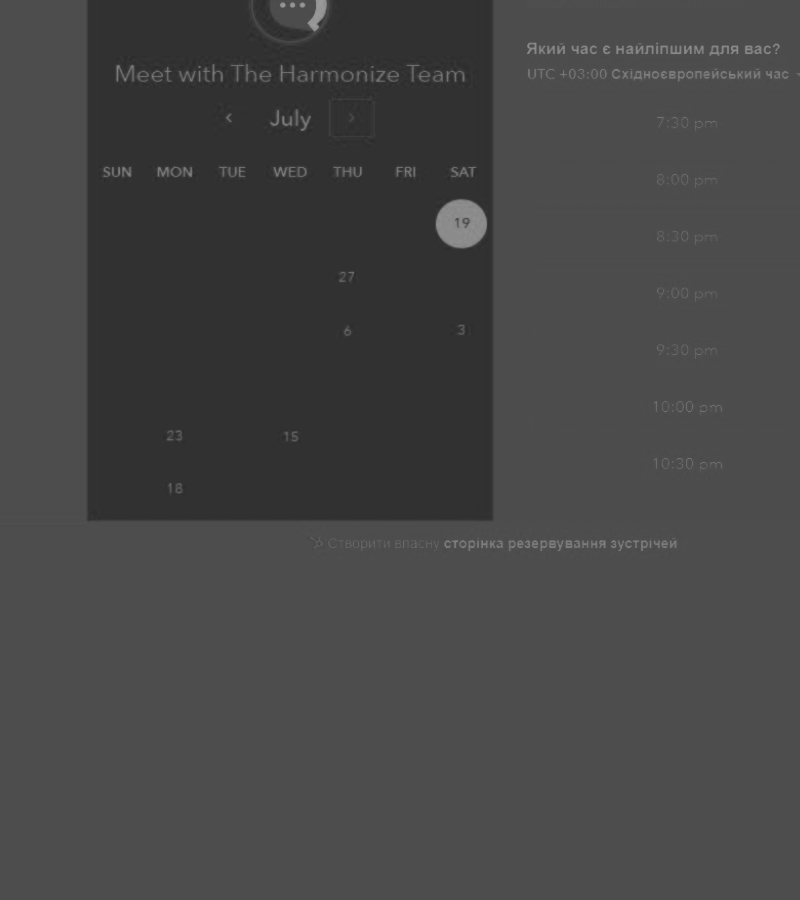 Meet with The Harmonize Team
‹ July ›
SUN MON TUE WED THU FRI SAT
19
27
6 3
23 15
18
Який час є найліпшим для вас?
UTC +03:00 Східноєвропейський час
7:30 pm
8:00 pm
8:30 pm
9:00 pm
9:30 pm
10:00 pm
10:30 pm
Створити власну сторінка резервування зустрічей